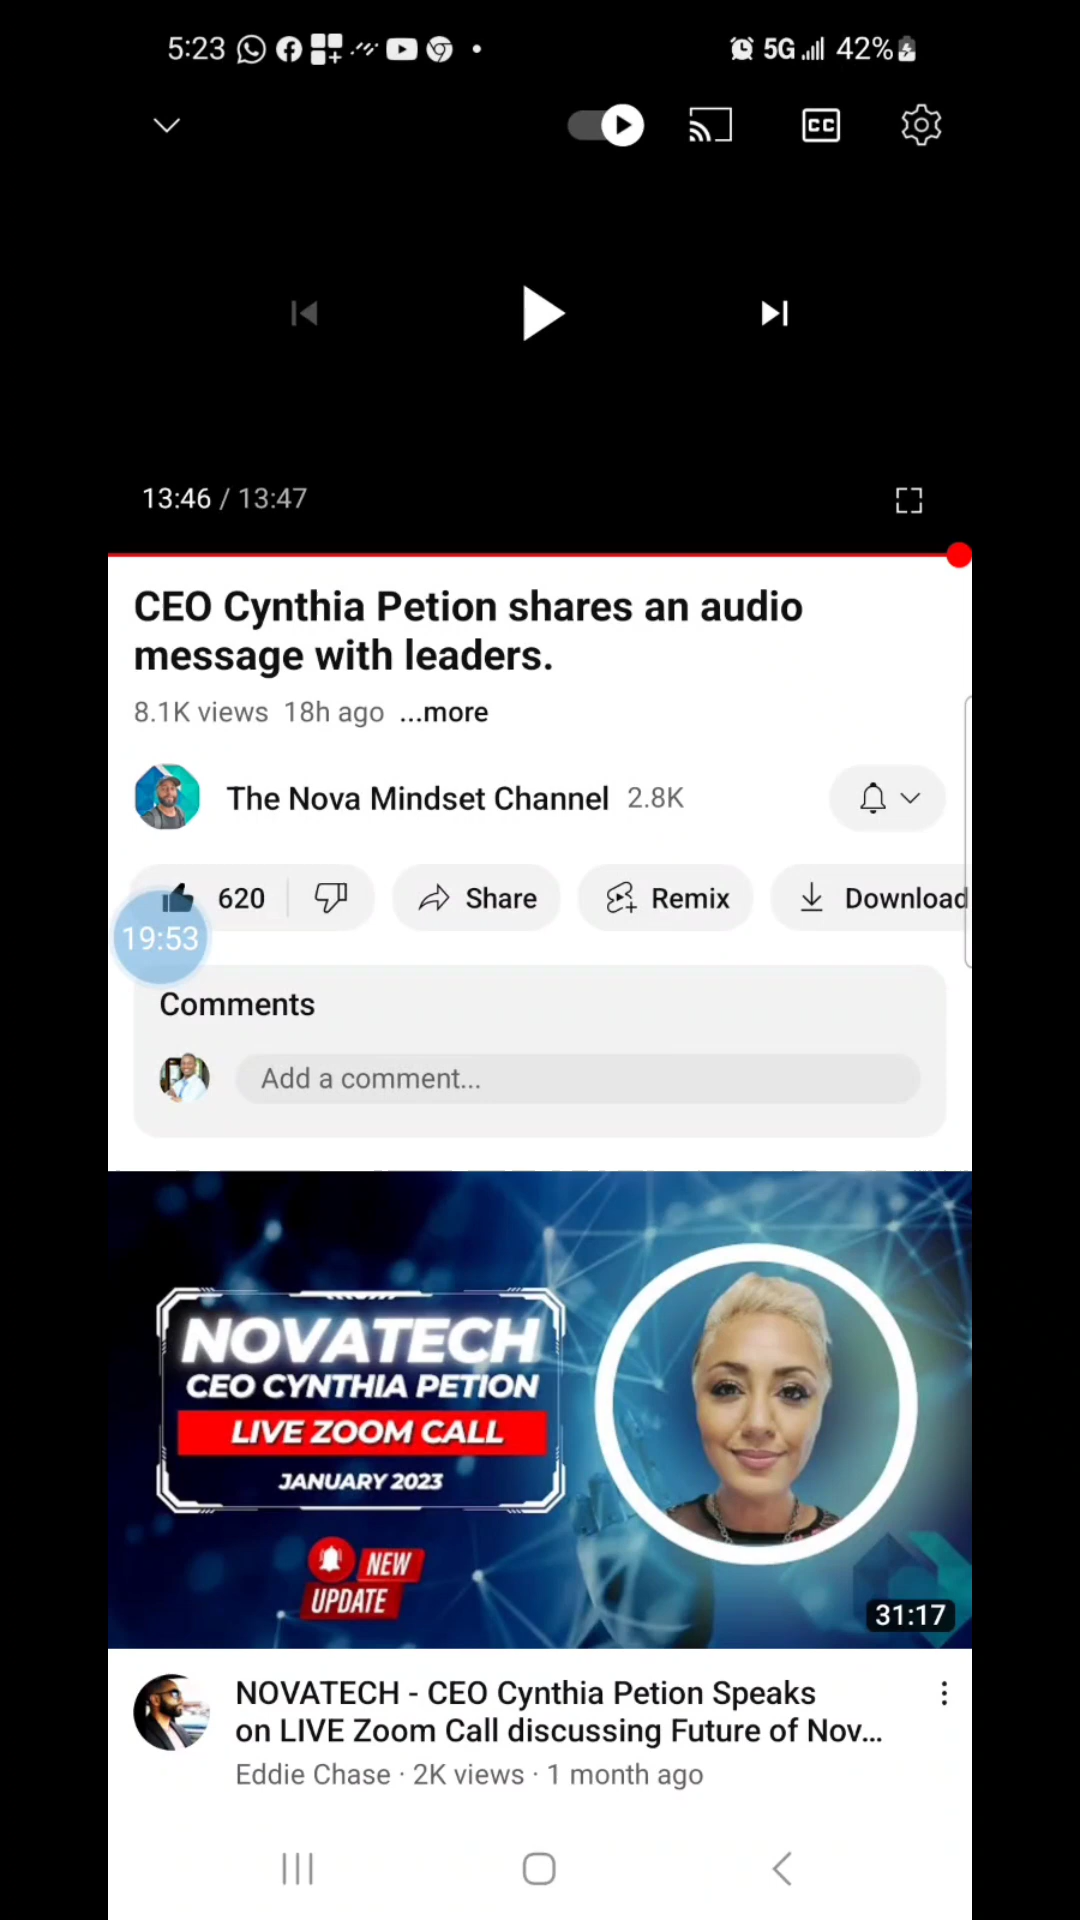 5:23
5G 42%
CC
13:46 / 13:47
CEO Cynthia Petion shares an audio
message with leaders.
8.1K views 18h ago ...more
The Nova Mindset Channel 2.8K
620 Share Remix Download
19:53
Comments
Add a comment...
NOVATECH
CEO CYNTHIA PETION
LIVE ZOOM CALL
JANUARY 2023
NEW
UPDATE
31:17
NOVATECH - CEO Cynthia Petion Speaks
on LIVE Zoom Call discussing Future of Nov...
Eddie Chase · 2K views · 1 month ago